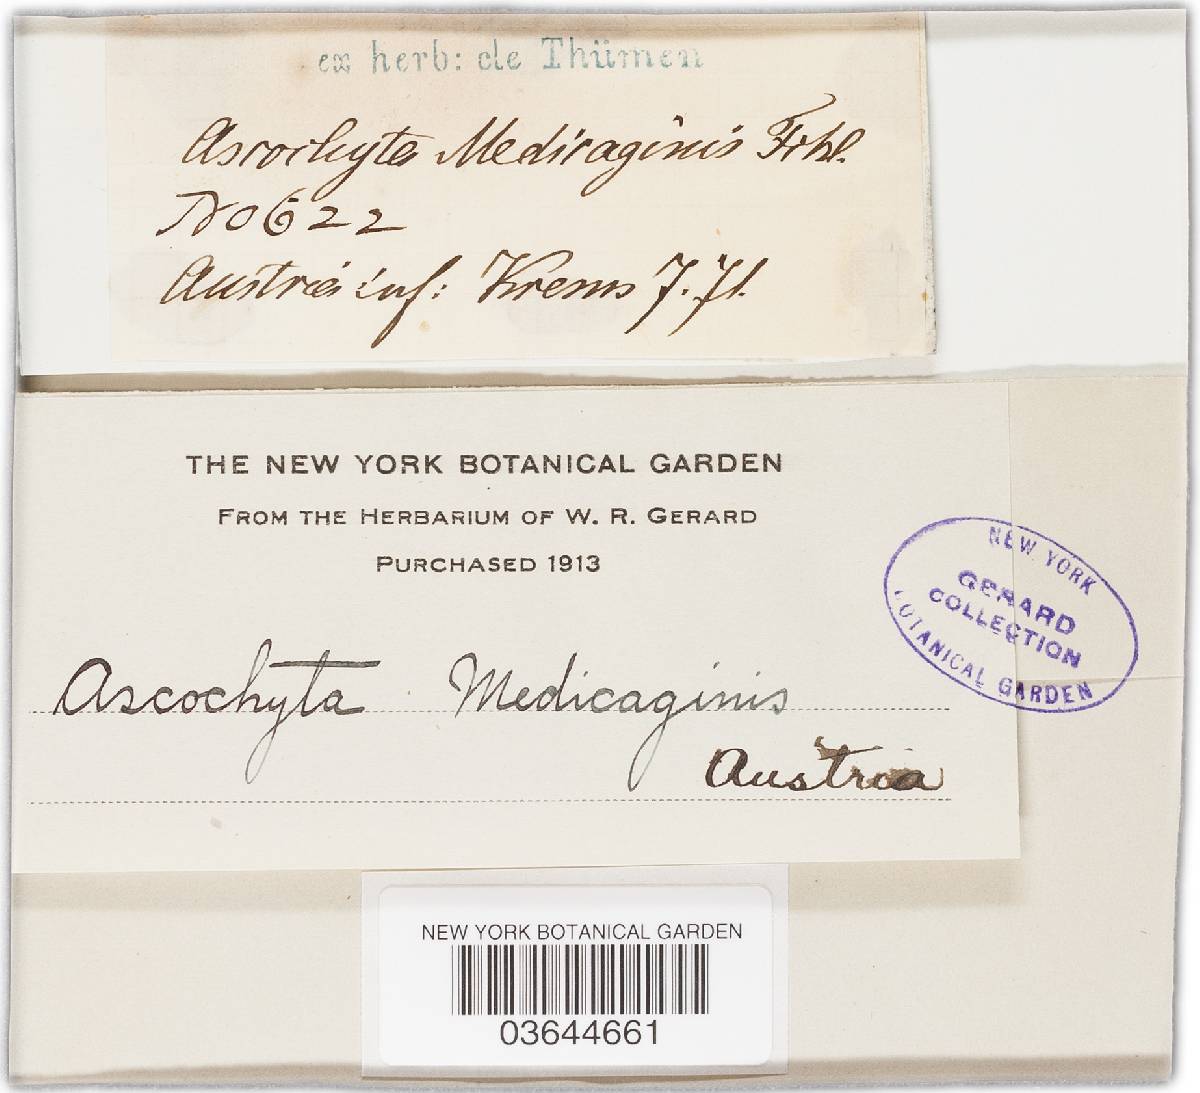 ex herb: de Thümen
Ascochyta Medicaginis Fckl.
No 622
Austria inf: Krems
THE NEW YORK BOTANICAL GARDEN
FROM THE HERBARIUM OF W. R. GERARD
PURCHASED 1913
NEW YORK
GERARD
COLLECTION
BOTANICAL GARDEN
Ascochyta Medicaginis
Austria
NEW YORK BOTANICAL GARDEN
03644661